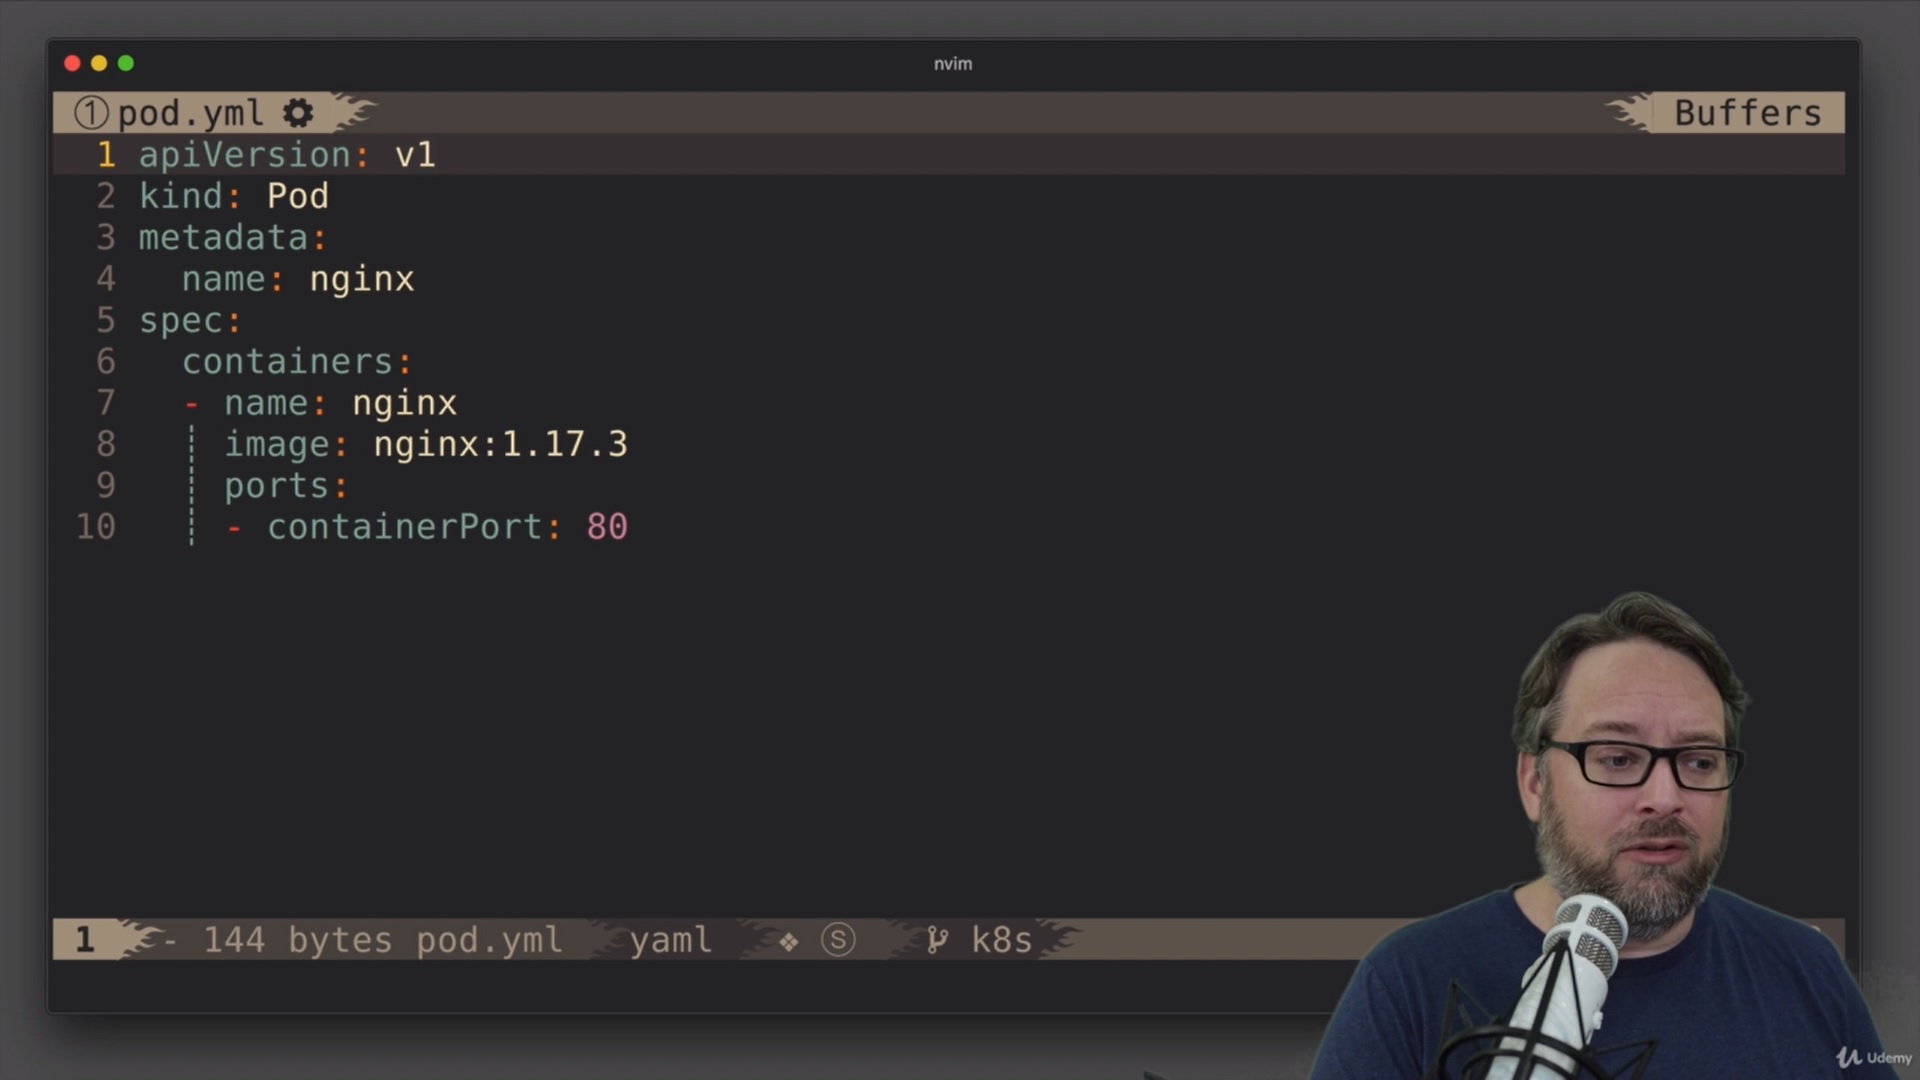 nvim
① pod.yml Buffers
1 apiVersion: v1
2 kind: Pod
3 metadata:
4   name: nginx
5 spec:
6   containers:
7   - name: nginx
8     image: nginx:1.17.3
9     ports:
10     - containerPort: 80
1 - 144 bytes pod.yml yaml Ⓢ k8s
Udemy